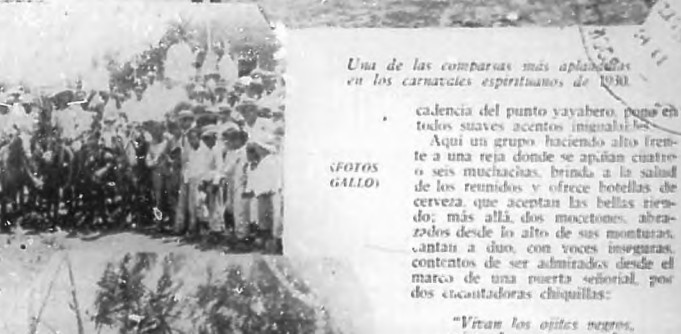 Una de las comparsas más aplaudidas
en los carnavales espirituanos de 1930.
cadencia del punto yayabero, pone en
todos suaves acentos inigualables.
Aquí un grupo haciendo alto fren-
te a una reja donde se apiñan cuatro
o seis muchachas, brinda a la salud
de los reunidos y ofrece botellas de
cerveza, que aceptan las bellas rien-
do; más allá, dos mocetones, abra-
zados desde lo alto de sus monturas,
cantan a duo, con voces inseguras,
contentos de ser admirados desde el
marco de una puerta señorial, por
dos encantadoras chiquillas:
"Vivan los ojitos negros,
(FOTOS
GALLO)